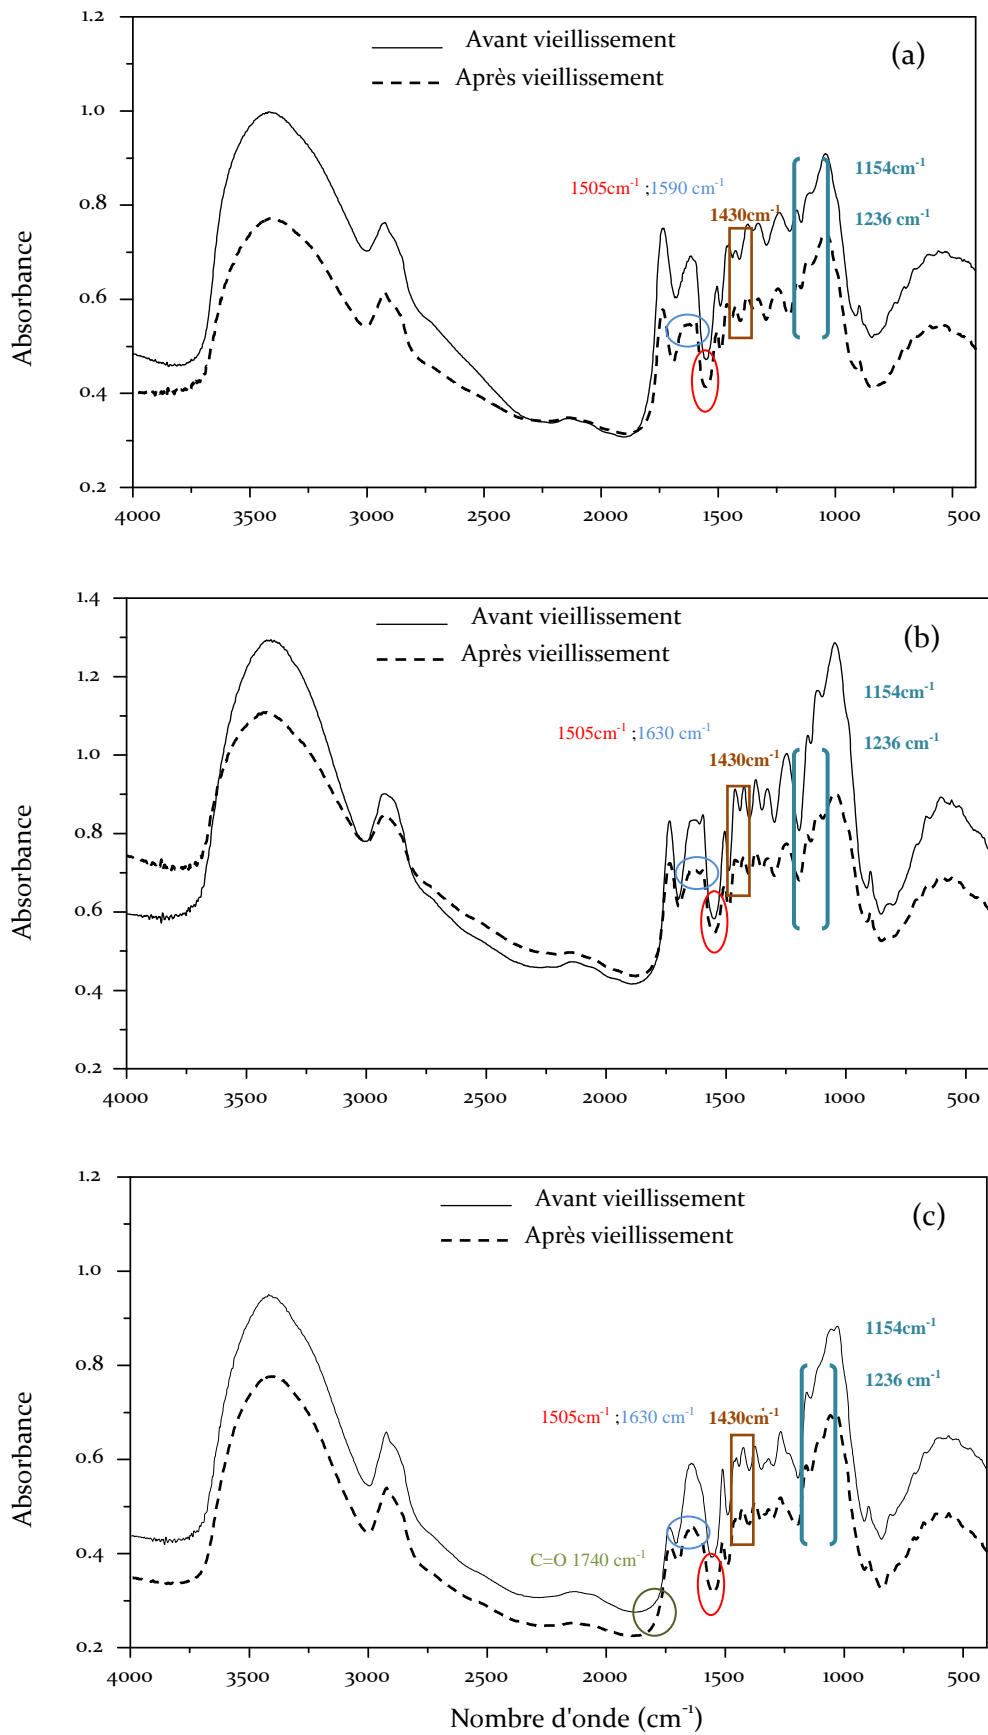 1.2
Avant vieillissement
Après vieillissement
(a)
1.0
1154cm-1
1505cm-1 ;1590 cm-1
1430cm-1
1236 cm-1
0.8
0.6
0.4
0.2
Absorbance
4000 3500 3000 2500 2000 1500 1000 500
1.4
Avant vieillissement
Après vieillissement
(b)
1.2
1154cm-1
1505cm-1 ;1630 cm-1
1236 cm-1
1430cm-1
1.0
0.8
0.6
0.4
0.2
Absorbance
4000 3500 3000 2500 2000 1500 1000 500
1.2
Avant vieillissement
Après vieillissement
(c)
1.0
1154cm-1
0.8
1236 cm-1
1505cm-1 ;1630 cm-1
1430cm-1
0.6
0.4
C=O 1740 cm-1
0.2
Absorbance
4000 3500 3000 2500 2000 1500 1000 500
Nombre d'onde (cm-1)